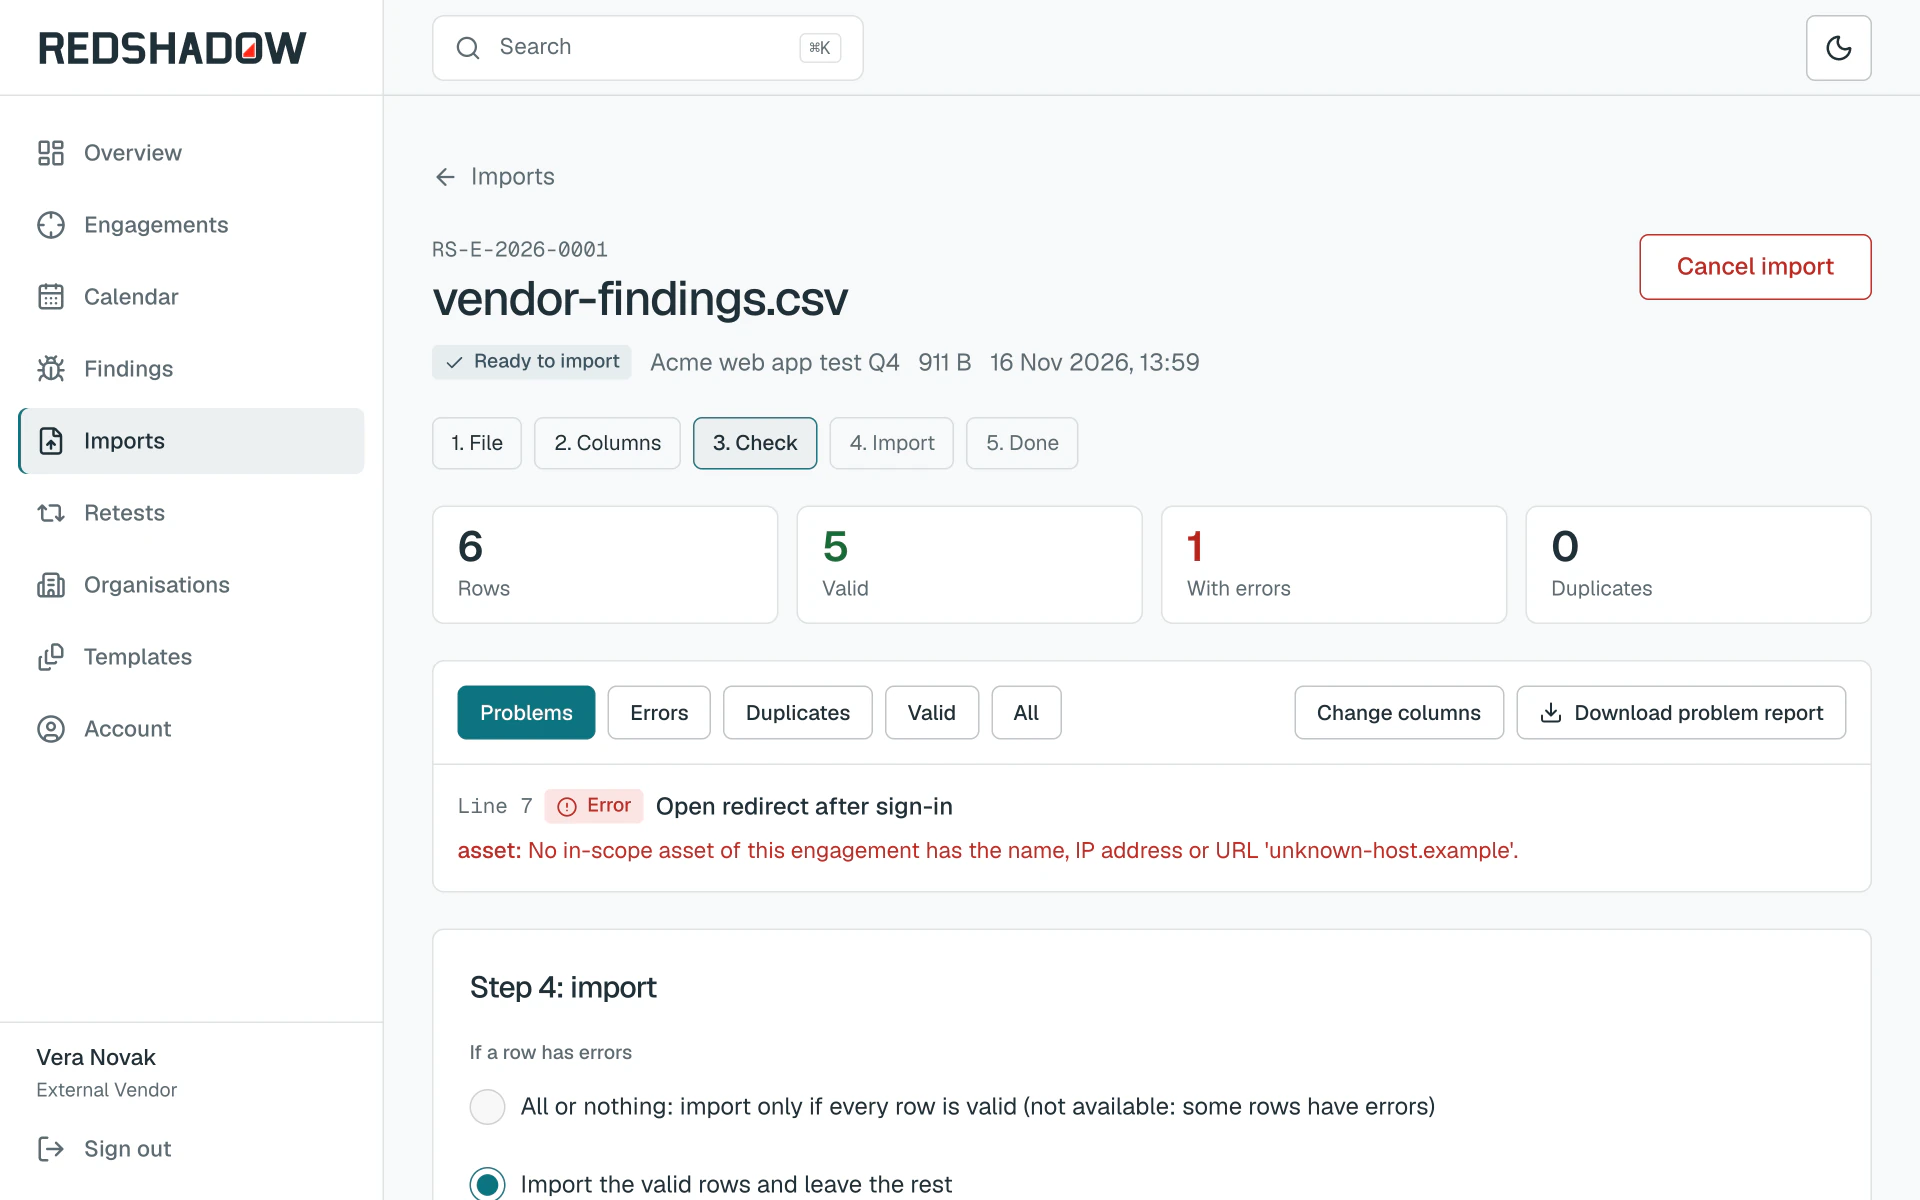 REDSHADOW
Search
⌘K
Overview
Engagements
Calendar
Findings
Imports
Retests
Organisations
Templates
Account
Vera Novak
External Vendor
Sign out
Imports
RS-E-2026-0001
vendor-findings.csv
Cancel import
Ready to import Acme web app test Q4 911 B 16 Nov 2026, 13:59
1. File 2. Columns 3. Check 4. Import 5. Done
6
Rows
5
Valid
1
With errors
0
Duplicates
Problems Errors Duplicates Valid All Change columns Download problem report
Line 7 Error Open redirect after sign-in
asset: No in-scope asset of this engagement has the name, IP address or URL 'unknown-host.example'.
Step 4: import
If a row has errors
All or nothing: import only if every row is valid (not available: some rows have errors)
Import the valid rows and leave the rest